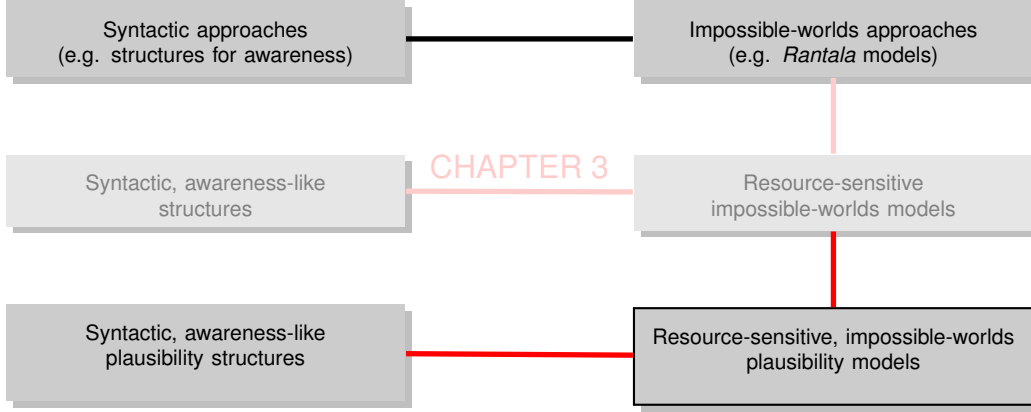 Syntactic approaches
(e.g. structures for awareness)
Impossible-worlds approaches
(e.g. Rantala models)
CHAPTER 3
Syntactic, awareness-like
structures
Resource-sensitive
impossible-worlds models
Syntactic, awareness-like
plausibility structures
Resource-sensitive, impossible-worlds
plausibility models